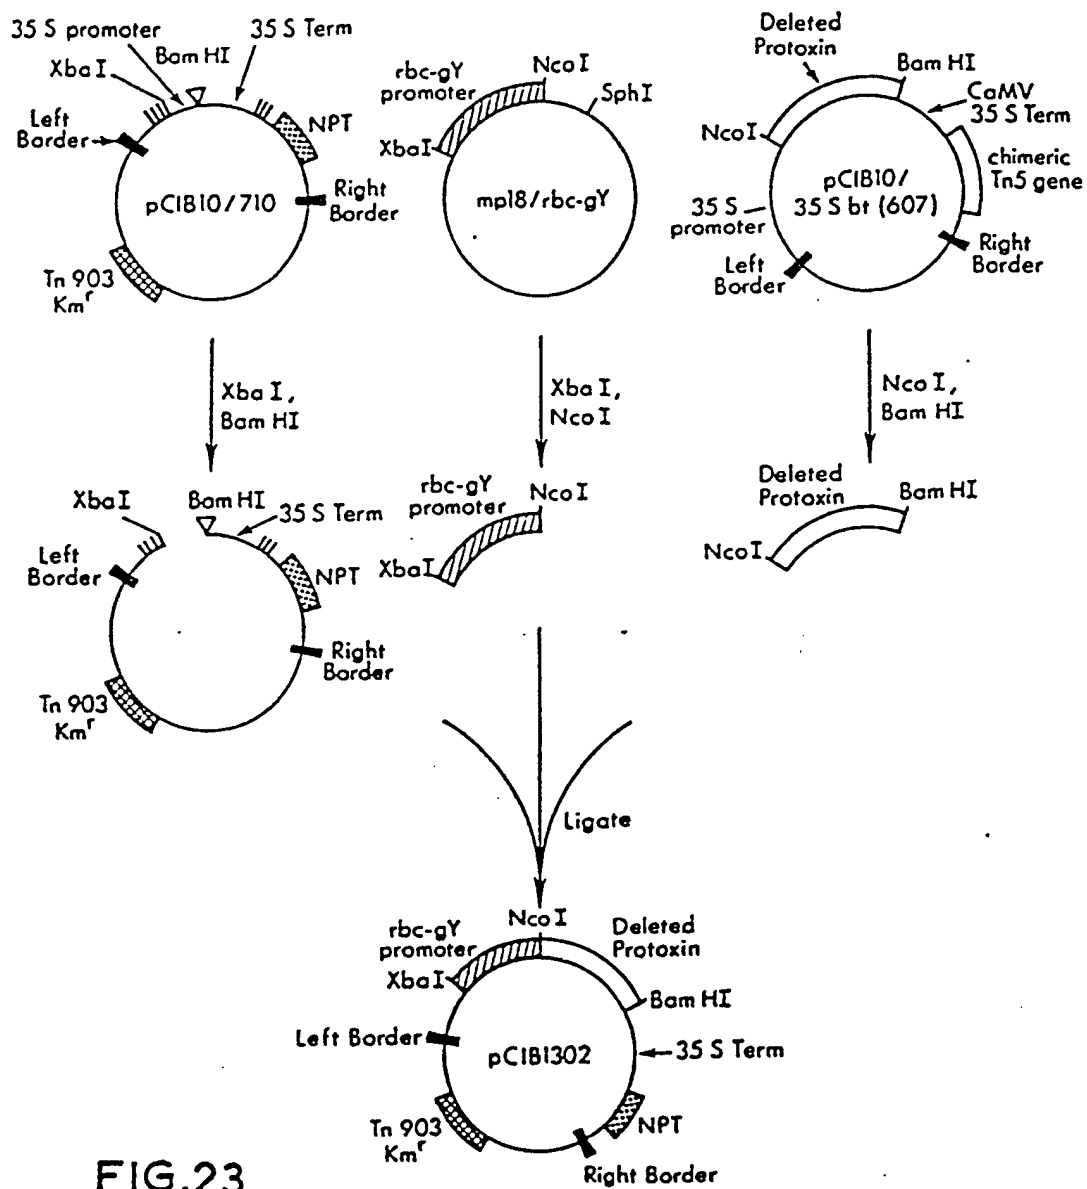 35 S promoter
Bam HI
35 S Term
Xba I
Left
Border
NPT
pCIB10/710
Right
Border
Tn 903
Kmr
rbc-gY
promoter
Nco I
Sph I
Xba I
mp18/rbc-gY
Deleted
Protoxin
Bam HI
CaMV
35 S Term
Nco I
chimeric
Tn5 gene
pCIB10/
35 S bt (607)
35 S
promoter
Right
Border
Left
Border
Xba I,
Bam HI
Xba I,
Nco I
Nco I,
Bam HI
Xba I
Bam HI
35 S Term
Left
Border
NPT
Right
Border
Tn 903
Kmr
rbc-gY
promoter
Nco I
Xba I
Deleted
Protoxin
Bam HI
Nco I
Ligate
Nco I
rbc-gY
promoter
Deleted
Protoxin
Xba I
Bam HI
Left Border
pCIB1302
35 S Term
Tn 903
Kmr
NPT
Right Border
FIG.23